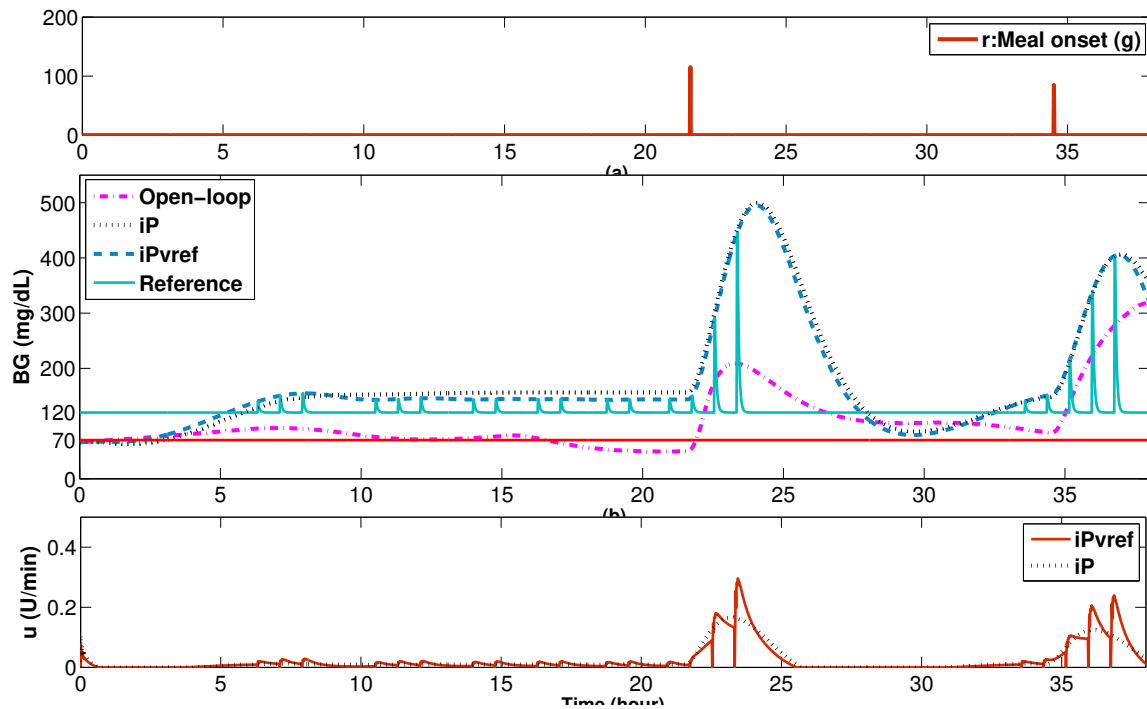 200
100
0
r:Meal onset (g)
0 5 10 15 20 25 30 35
(a)
BG (mg/dL)
500
400
300
200
120
70
0
Open-loop
iP
iPvref
Reference
0 5 10 15 20 25 30 35
(b)
u (U/min)
0.4
0.2
0
iPvref
iP
0 5 10 15 20 25 30 35
Time (hour)